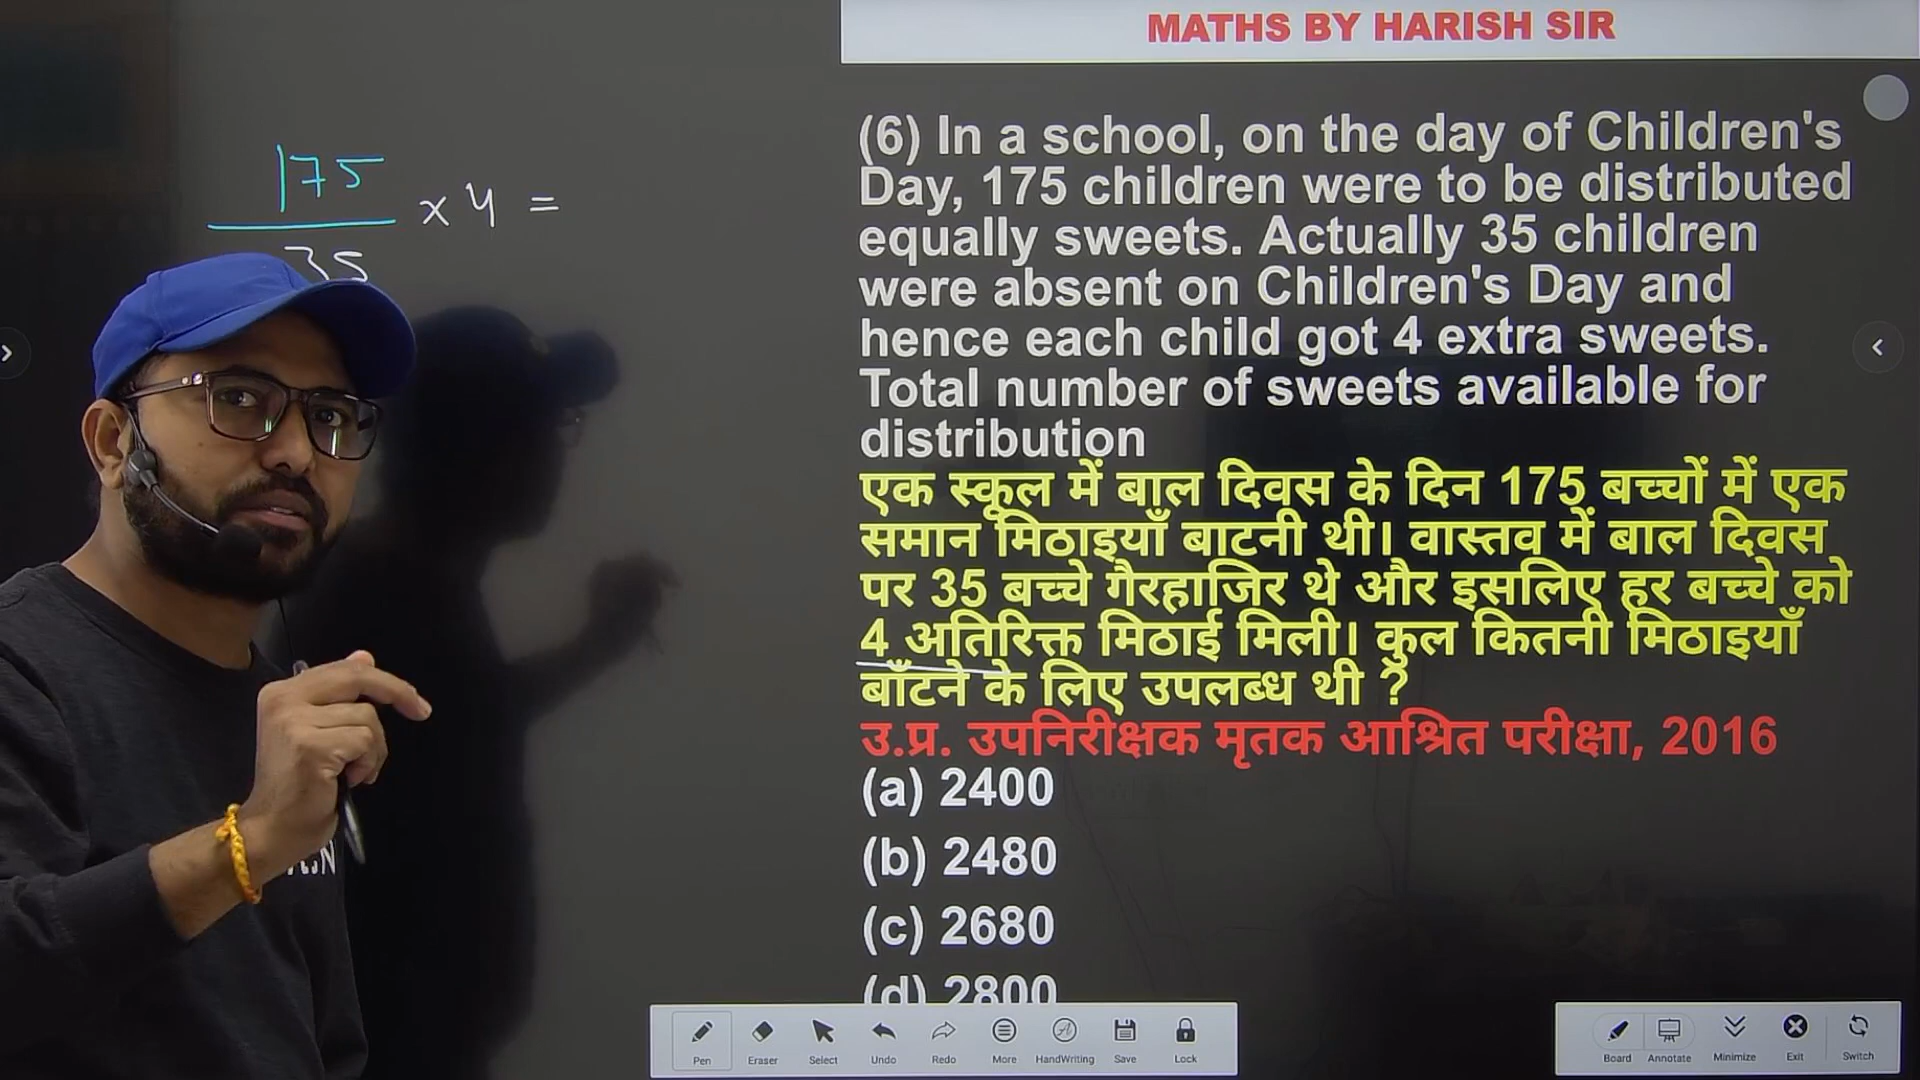 MATHS BY HARISH SIR
175
× 4 =
35
(6) In a school, on the day of Children's
Day, 175 children were to be distributed
equally sweets. Actually 35 children
were absent on Children's Day and
hence each child got 4 extra sweets.
Total number of sweets available for
distribution
एक स्कूल में बाल दिवस के दिन 175 बच्चों में एक
समान मिठाइयाँ बाटनी थी। वास्तव में बाल दिवस
पर 35 बच्चे गैरहाजिर थे और इसलिए हर बच्चे को
4 अतिरिक्त मिठाई मिली। कुल कितनी मिठाइयाँ
बाँटने के लिए उपलब्ध थी ?
उ.प्र. उपनिरीक्षक मृतक आश्रित परीक्षा, 2016
(a) 2400
(b) 2480
(c) 2680
(d) 2800
Pen Eraser Select Undo Redo More HandWriting Save Lock
Board Annotate Minimize Exit Switch